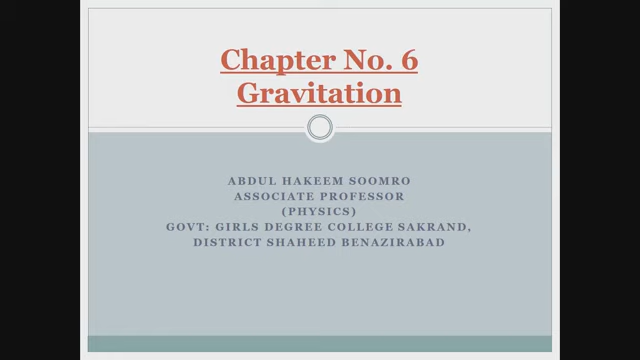 Chapter No. 6
Gravitation
ABDUL HAKEEM SOOMRO
ASSOCIATE PROFESSOR
(PHYSICS)
GOVT: GIRLS DEGREE COLLEGE SAKRAND,
DISTRICT SHAHEED BENAZIRABAD